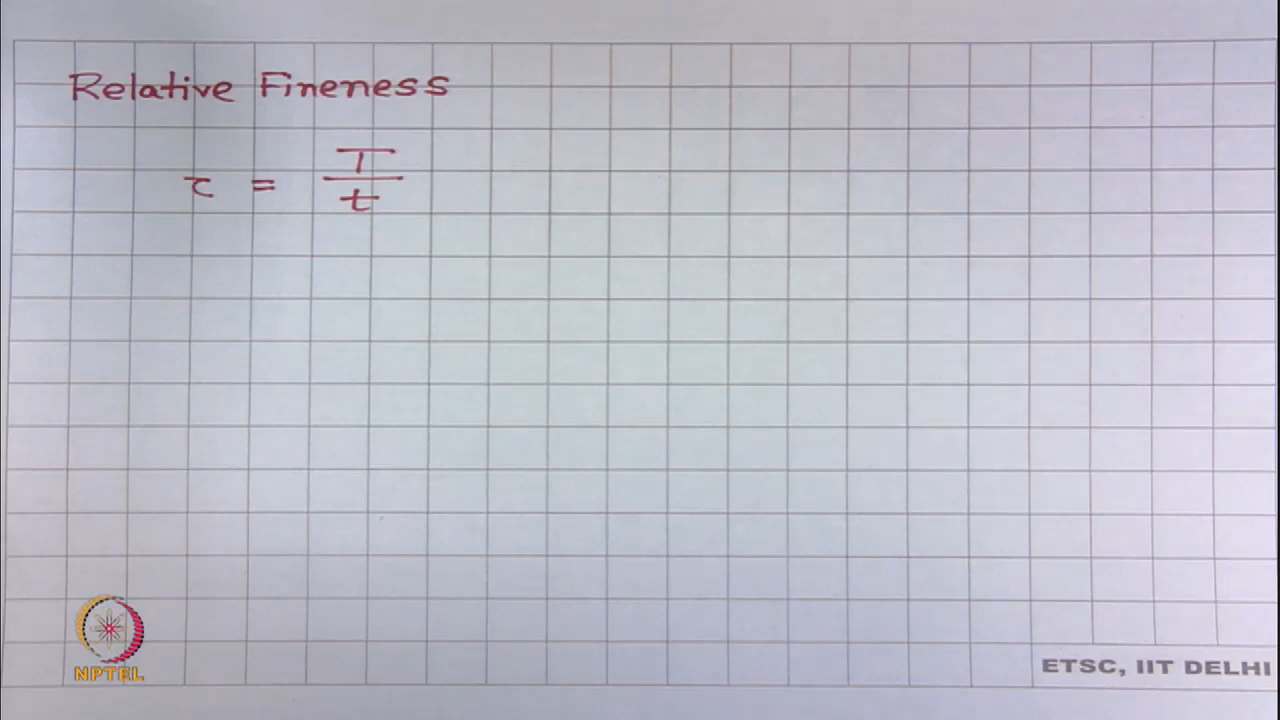 Relative Fineness
τ = T / t
NPTEL
ETSC, IIT DELHI